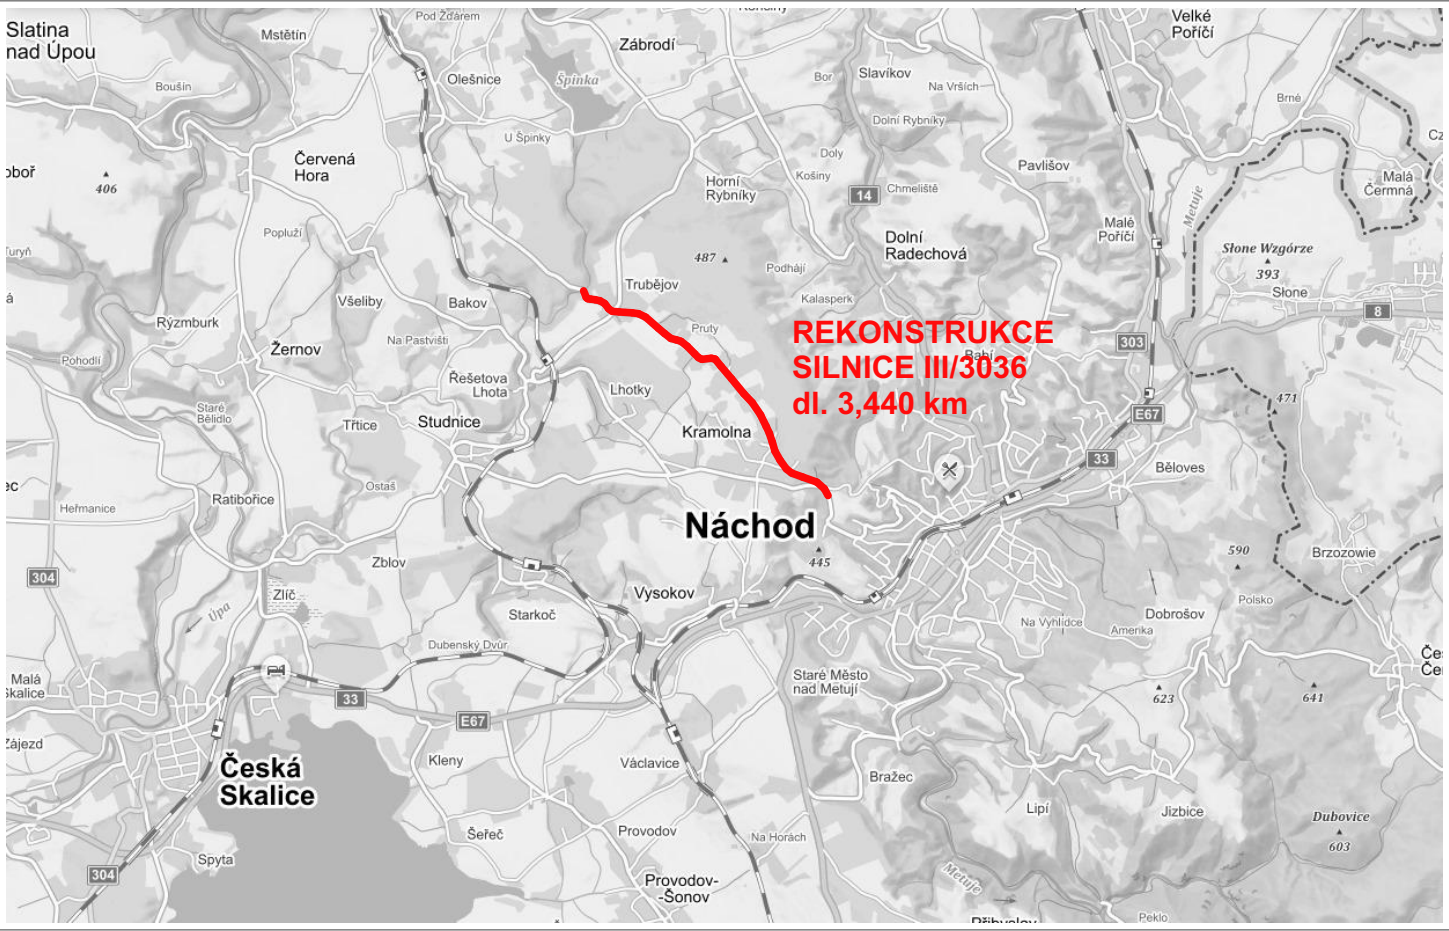 Slatina
nad Úpou
Mstětín
Pod Žďárem
Zábrodí
Velké
Poříčí
Boušín
Olešnice
Špinka
Bor
Slavíkov
Na Vrších
Brné
U Špinky
Dolní Rybníky
Doly
Červená
Hora
406
Horní
Rybníky
Košiny
Chmeliště
Pavlišov
Malá
Čermná
14
Metuje
Popluží
Dolní
Radechová
Malé
Poříčí
Słone Wzgórze
393
487
Podhájí
Trubějov
Kalasperk
Słone
Všeliby
Bakov
8
Rýzmburk
Žernov
Na Pastvišti
Pruty
REKONSTRUKCE
SILNICE III/3036
dl. 3,440 km
Babí
303
Pohodlí
Řešetova
Lhota
Lhotky
Staré
Bělidlo
Třtice
Studnice
Kramolna
E67
471
33
Běloves
Ratibořice
Ostaš
Heřmanice
Náchod
445
590
Brzozowie
304
Zblov
Zlíč
Úpa
Vysokov
Starkoč
Polsko
Dobrošov
Na Vyhlídce
Amerika
Dubenský Dvůr
Malá
Skalice
33
Staré Město
nad Metují
623
641
E67
Zájezd
Česká
Skalice
Kleny
Václavice
Bražec
Lipí
Jizbice
Dubovice
603
Šeřeč
Provodov
Na Horách
Spyta
304
Provodov-
-Šonov
Metuje
Peklo